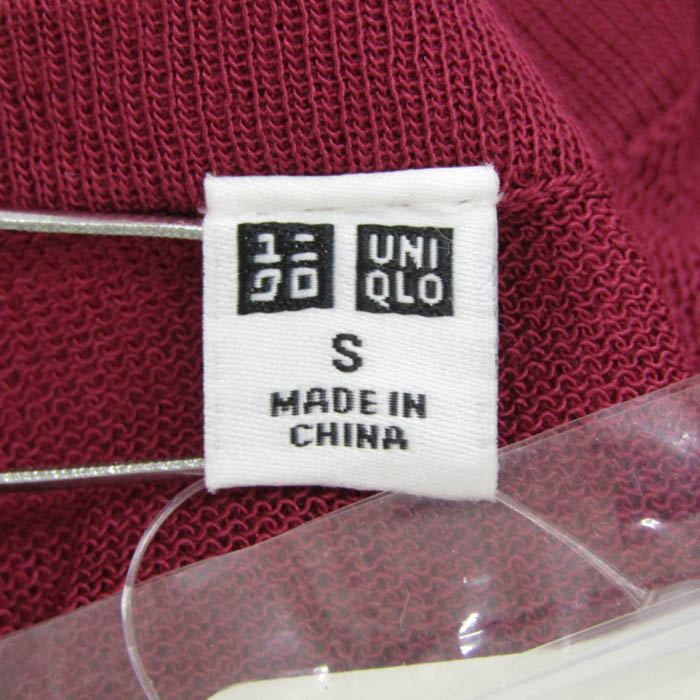 ユニ UNI
クロ QLO
S
MADE IN
CHINA